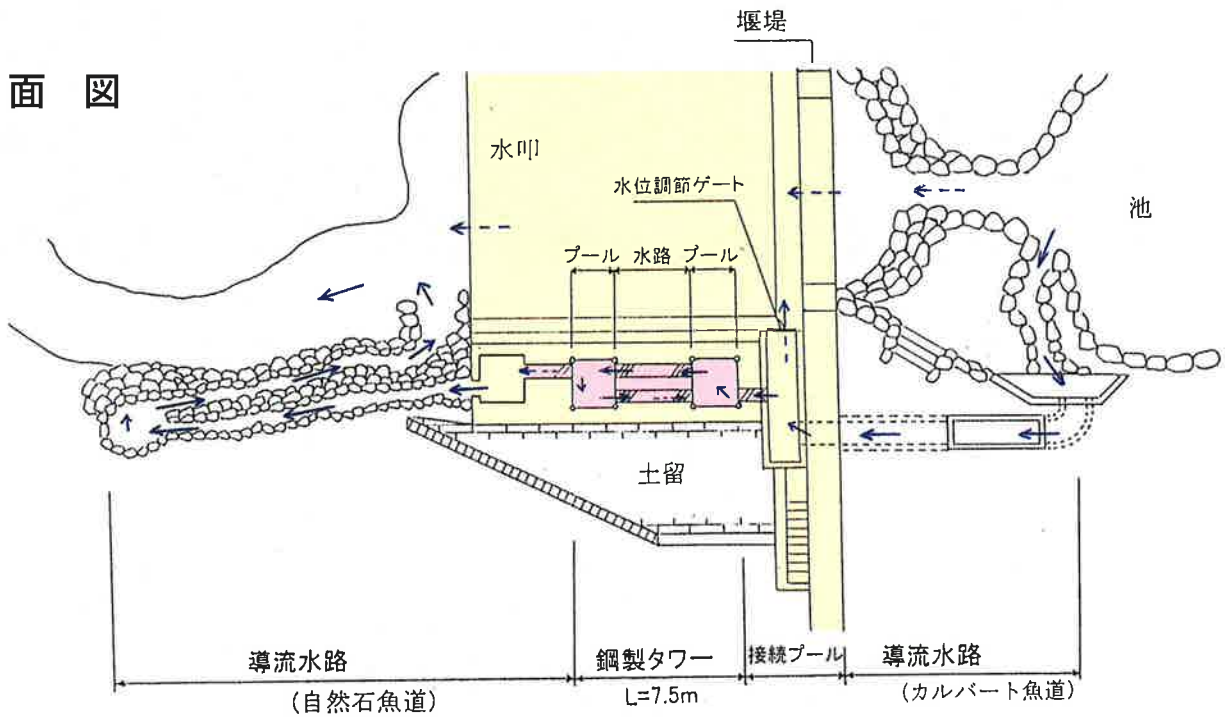 堰堤
面 図
水叩
水位調節ゲート
池
プール 水路 プール
土留
導流水路
(自然石魚道)
鋼製タワー
L=7.5m
接続プール
導流水路
(カルバート魚道)